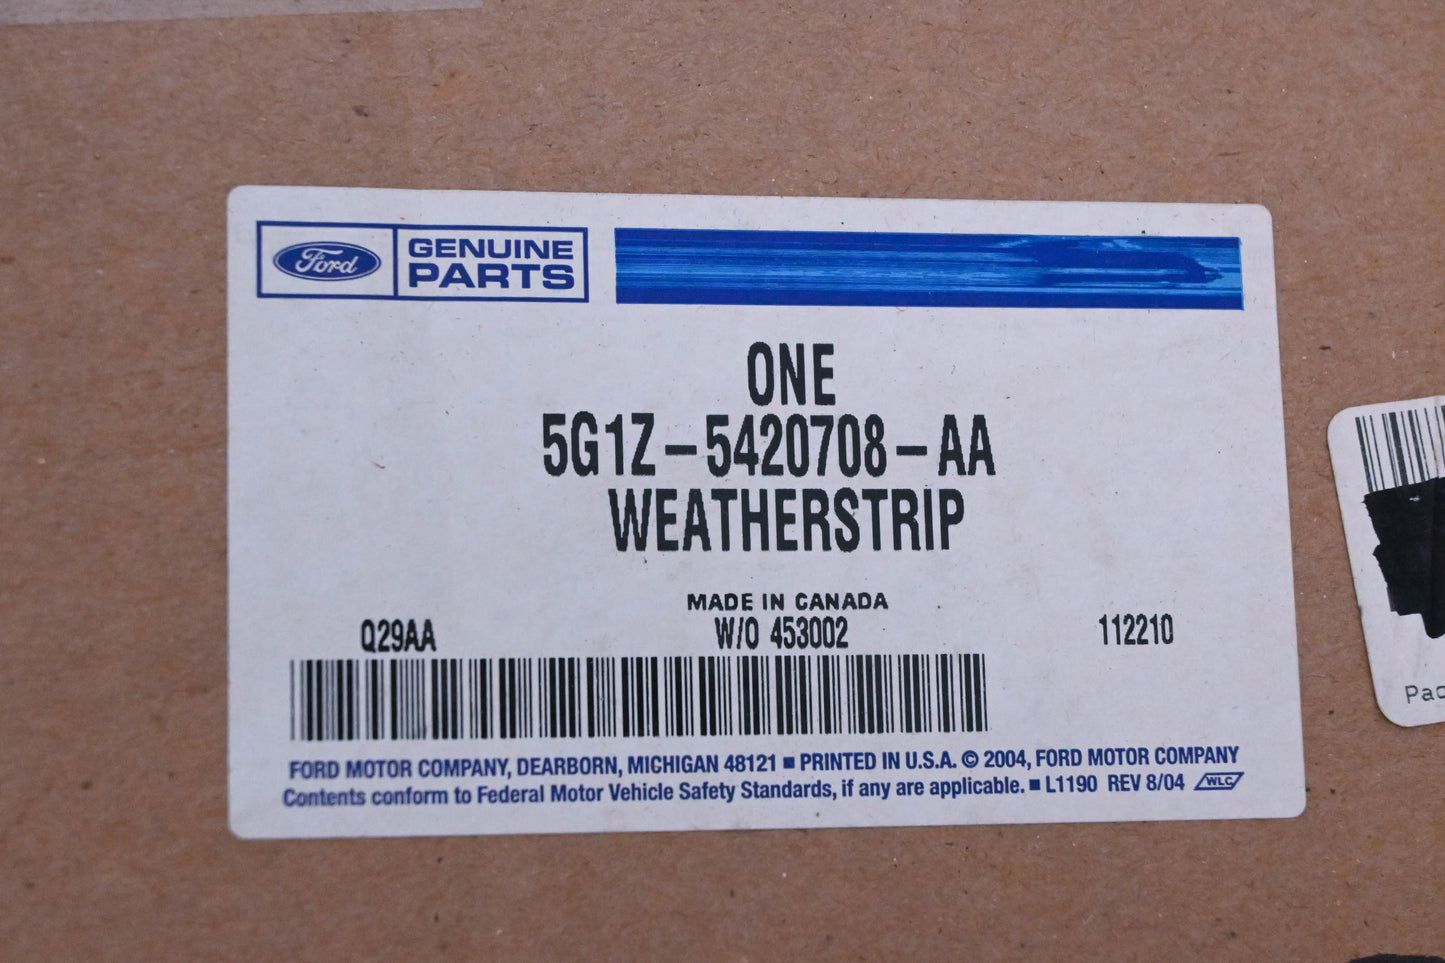 Ford GENUINE
PARTS
ONE
5G1Z-5420708-AA
WEATHERSTRIP
MADE IN CANADA
Q29AA W/O 453002 112210
FORD MOTOR COMPANY, DEARBORN, MICHIGAN 48121 ■ PRINTED IN U.S.A. © 2004, FORD MOTOR COMPANY
Contents conform to Federal Motor Vehicle Safety Standards, if any are applicable. ■ L1190 REV 8/04 WLC